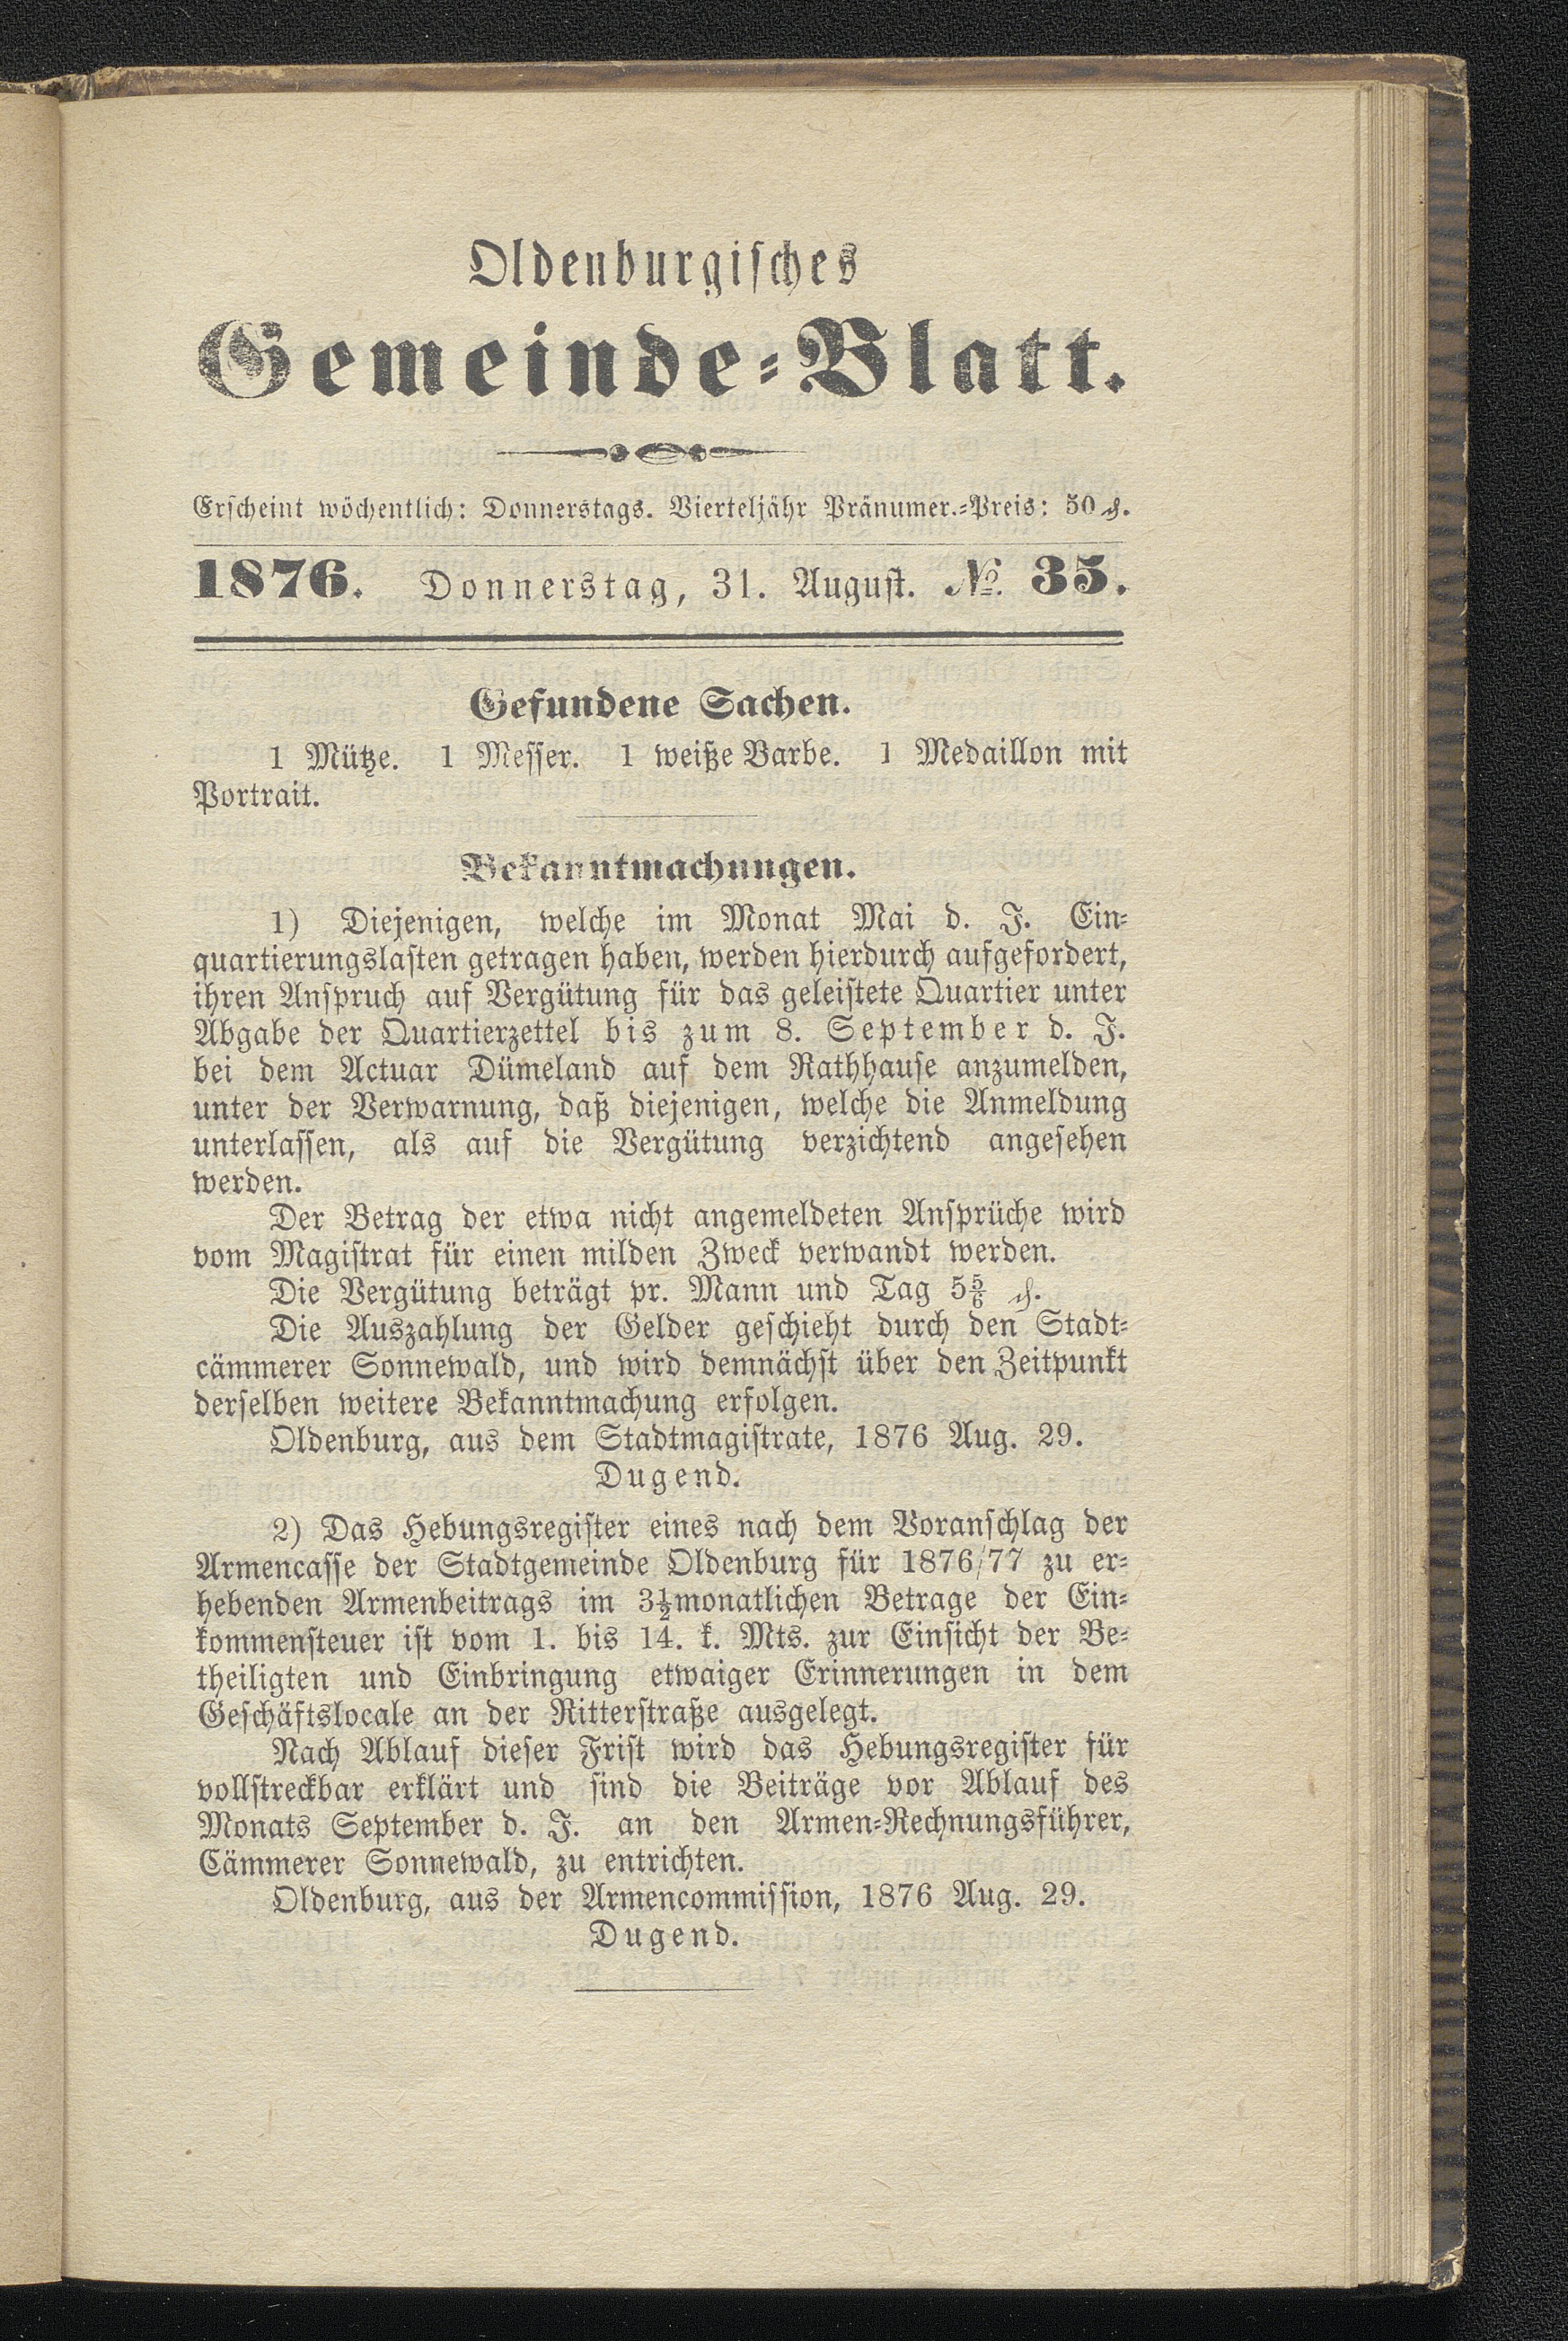 Oldenburgisches
Gemeinde=Blatt.
Erscheint wöchentlich: Donnerstags. Vierteljähr Pränumer.=Preis: 50 ₰.
1876. Donnerstag, 31. August. №. 35.
Gefundene Sachen.
1 Mütze. 1 Messer. 1 weiße Barbe. 1 Medaillon mit
Portrait.
Bekanntmachungen.
1) Diejenigen, welche im Monat Mai d. J. Ein=
quartierungslasten getragen haben, werden hierdurch aufgefordert,
ihren Anspruch auf Vergütung für das geleistete Quartier unter
Abgabe der Quartierzettel bis zum 8. September d. J.
bei dem Actuar Dümeland auf dem Rathhause anzumelden,
unter der Verwarnung, daß diejenigen, welche die Anmeldung
unterlassen, als auf die Vergütung verzichtend angesehen
werden.
Der Betrag der etwa nicht angemeldeten Ansprüche wird
vom Magistrat für einen milden Zweck verwandt werden.
Die Vergütung beträgt pr. Mann und Tag 5⅚ ₰.
Die Auszahlung der Gelder geschieht durch den Stadt=
cämmerer Sonnewald, und wird demnächst über den Zeitpunkt
derselben weitere Bekanntmachung erfolgen.
Oldenburg, aus dem Stadtmagistrate, 1876 Aug. 29.
Dugend.
2) Das Hebungsregister eines nach dem Voranschlag der
Armencasse der Stadtgemeinde Oldenburg für 1876/77 zu er=
hebenden Armenbeitrags im 3½monatlichen Betrage der Ein=
kommensteuer ist vom 1. bis 14. k. Mts. zur Einsicht der Be=
theiligten und Einbringung etwaiger Erinnerungen in dem
Geschäftslocale an der Ritterstraße ausgelegt.
Nach Ablauf dieser Frist wird das Hebungsregister für
vollstreckbar erklärt und sind die Beiträge vor Ablauf des
Monats September d. J. an den Armen=Rechnungsführer,
Cämmerer Sonnewald, zu entrichten.
Oldenburg, aus der Armencommission, 1876 Aug. 29.
Dugend.